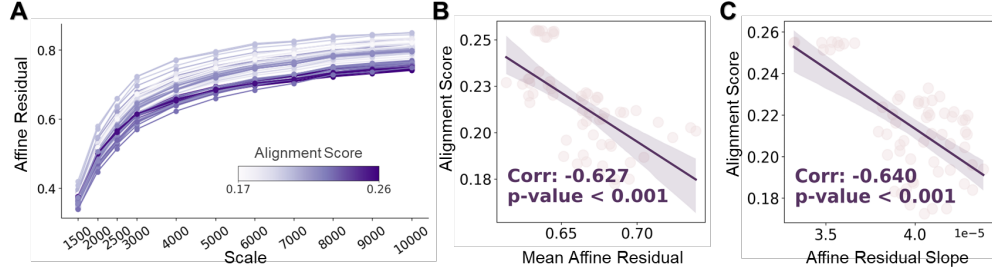 A
Affine Residual
0.8
0.6
0.4
Alignment Score
0.17 0.26
1500 2000 2500 3000 4000 5000 6000 7000 8000 9000 10000
Scale
B
Alignment Score
0.25
0.23
0.20
0.18
Corr: -0.627
p-value < 0.001
0.65 0.70
Mean Affine Residual
C
Alignment Score
0.26
0.24
0.22
0.20
0.18
Corr: -0.640
p-value < 0.001
3.5 4.0 1e−5
Affine Residual Slope